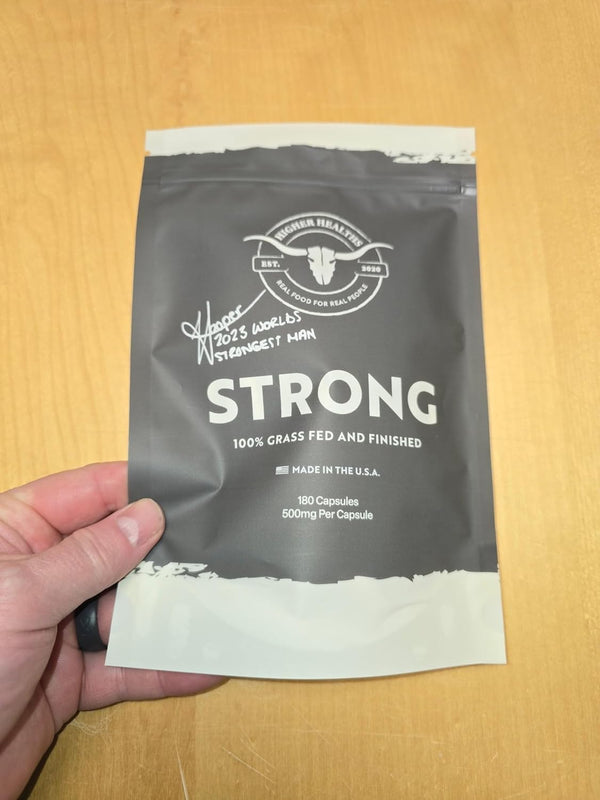 HIGHER HEALTHS
EST. 2020
REAL FOOD FOR REAL PEOPLE
Hooper
2023 WORLDS
STRONGEST MAN
STRONG
100% GRASS FED AND FINISHED
MADE IN THE U.S.A.
180 Capsules
500mg Per Capsule